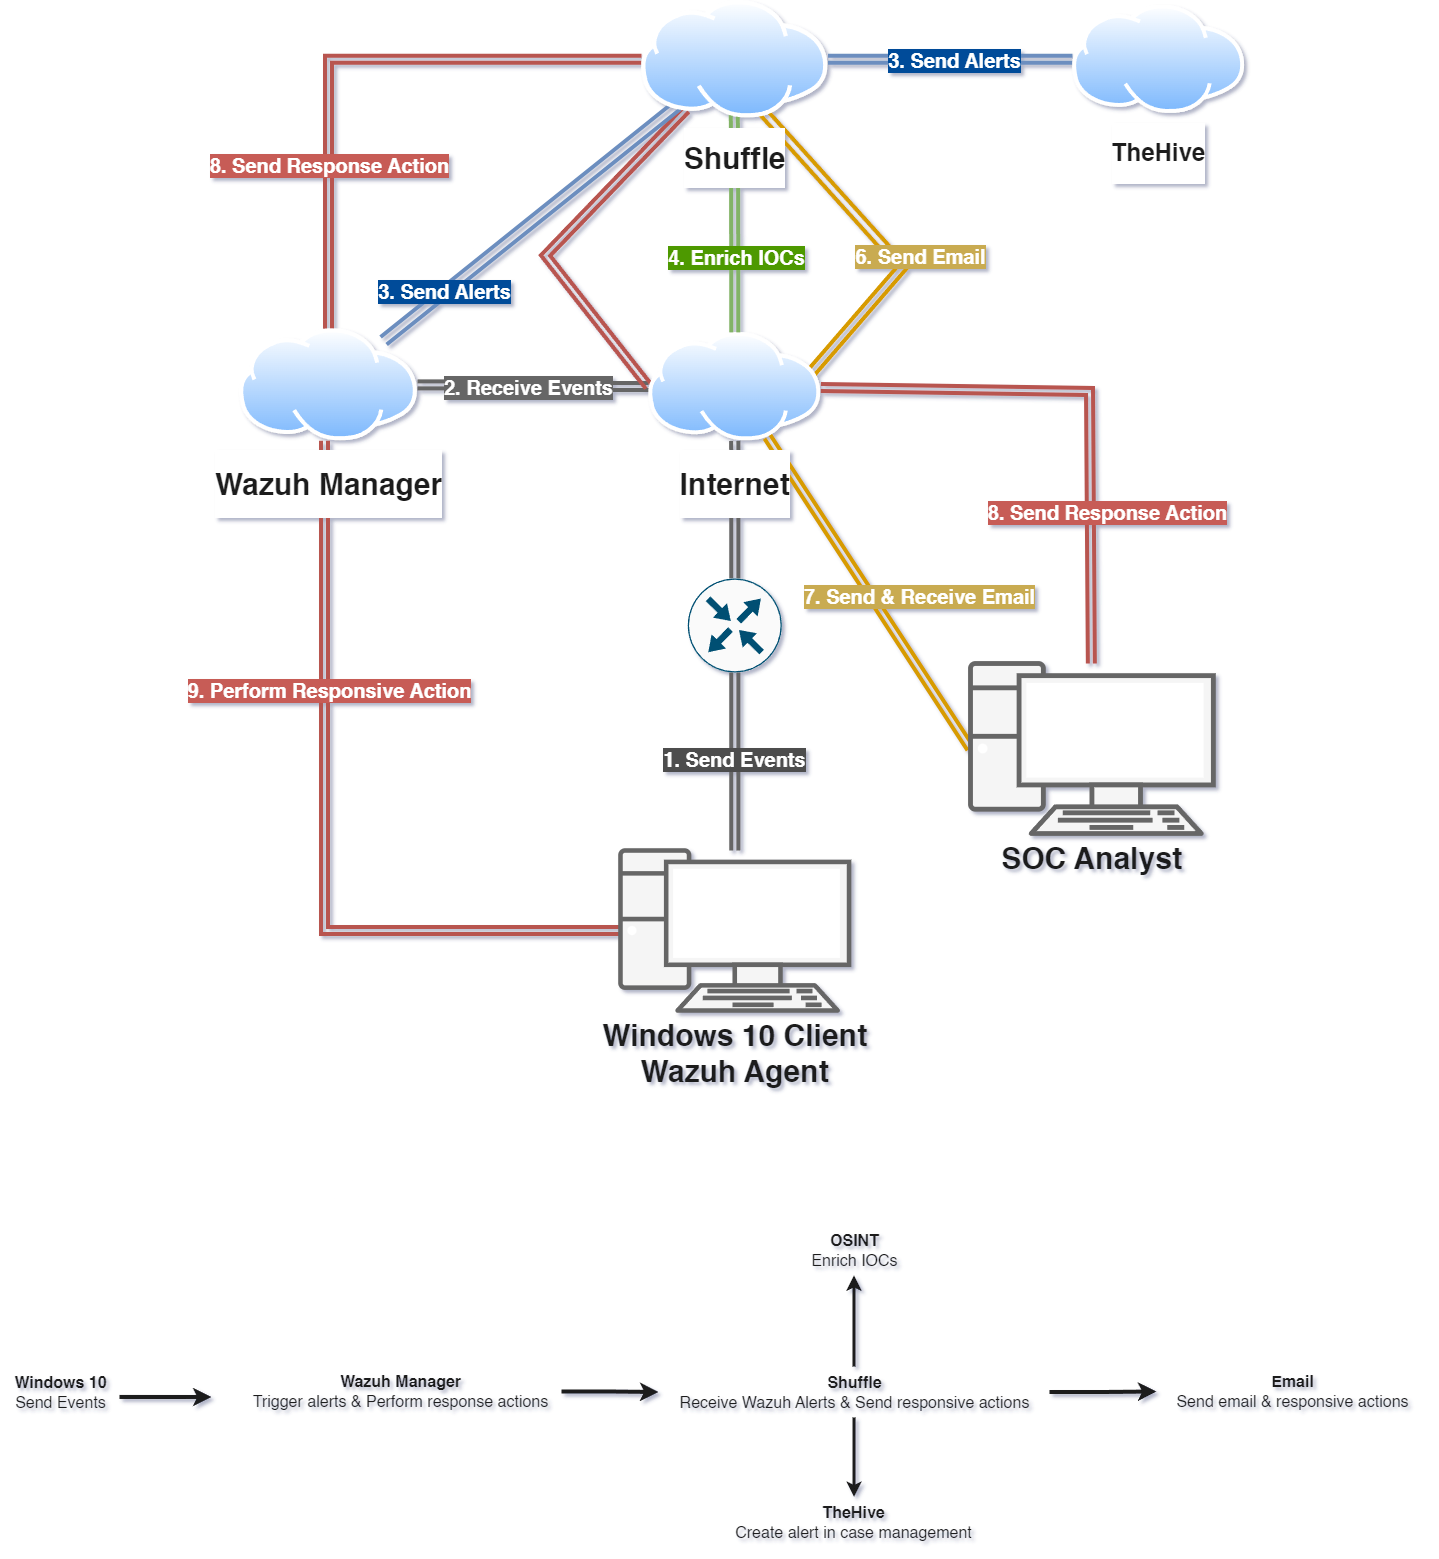 3. Send Alerts
Shuffle
TheHive
8. Send Response Action
4. Enrich IOCs
6. Send Email
3. Send Alerts
2. Receive Events
Wazuh Manager
Internet
8. Send Response Action
7. Send & Receive Email
9. Perform Responsive Action
1. Send Events
SOC Analyst
Windows 10 Client
Wazuh Agent
OSINT
Enrich IOCs
Windows 10
Send Events
Wazuh Manager
Trigger alerts & Perform response actions
Shuffle
Receive Wazuh Alerts & Send responsive actions
Email
Send email & responsive actions
TheHive
Create alert in case management